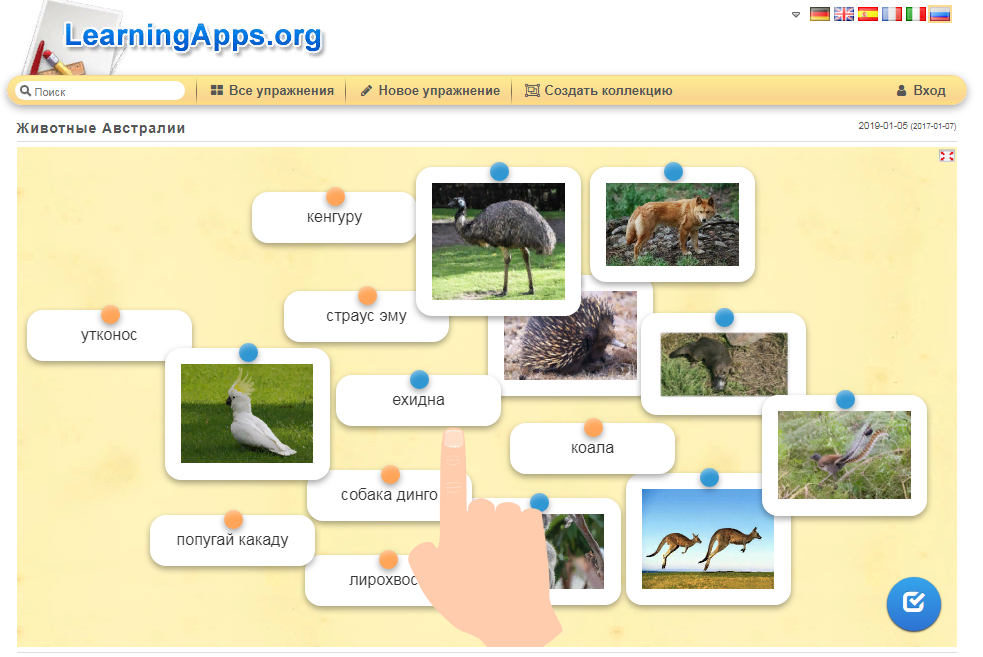 LearningApps.org
Поиск
Все упражнения
Новое упражнение
Создать коллекцию
Вход
Животные Австралии
2019-01-05 (2017-01-07)
кенгуру
страус эму
утконос
ехидна
коала
собака динго
попугай какаду
лирохвос